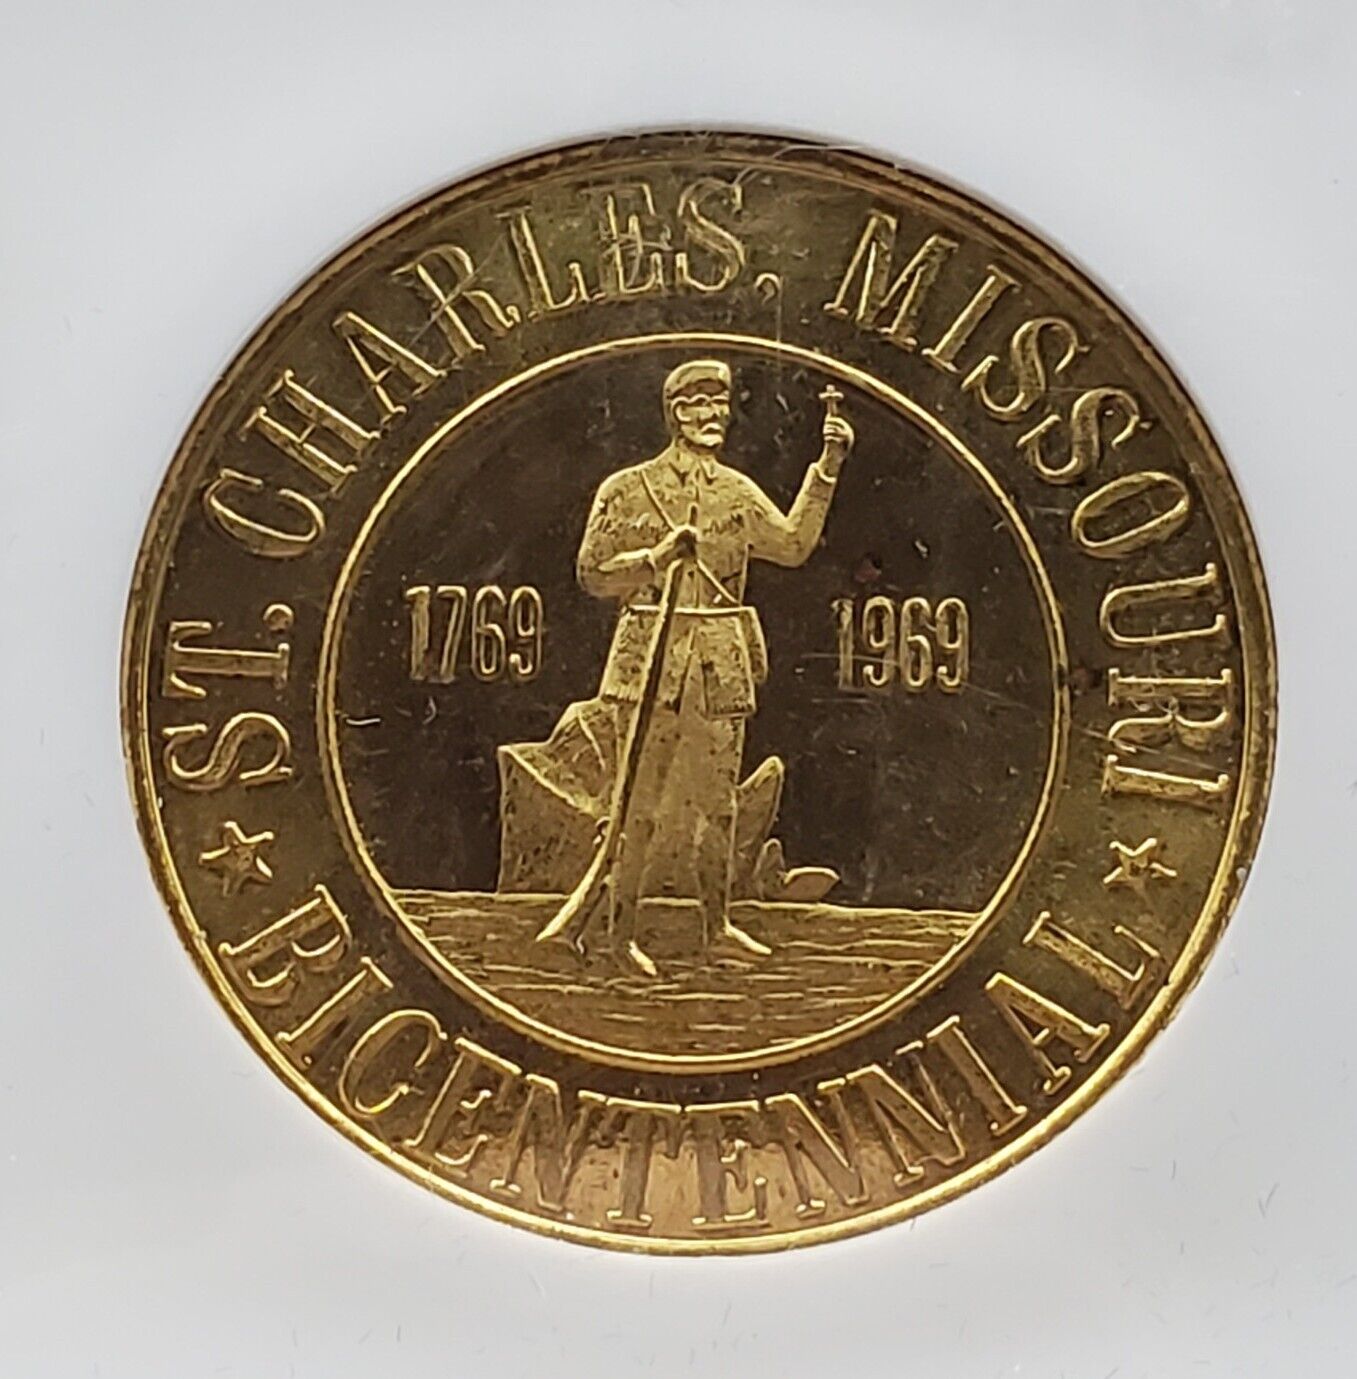 ST. CHARLES, MISSOURI
1769 1969
★ BICENTENNIAL ★